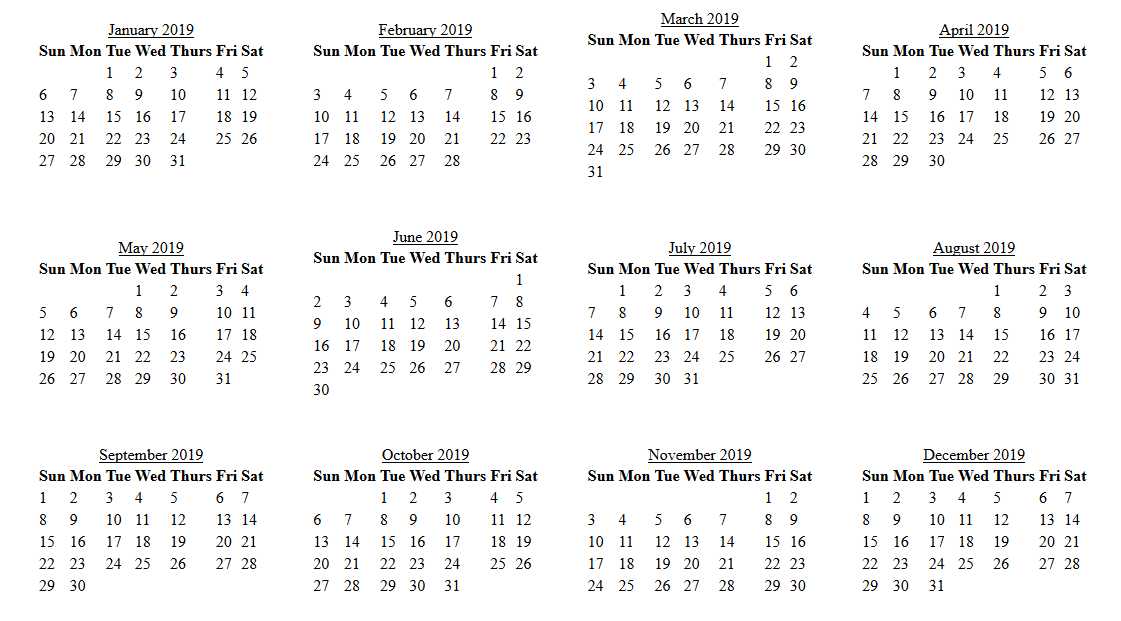 January 2019
Sun Mon Tue Wed Thurs Fri Sat
1 2 3 4 5
6 7 8 9 10 11 12
13 14 15 16 17 18 19
20 21 22 23 24 25 26
27 28 29 30 31
February 2019
Sun Mon Tue Wed Thurs Fri Sat
1 2
3 4 5 6 7 8 9
10 11 12 13 14 15 16
17 18 19 20 21 22 23
24 25 26 27 28
March 2019
Sun Mon Tue Wed Thurs Fri Sat
1 2
3 4 5 6 7 8 9
10 11 12 13 14 15 16
17 18 19 20 21 22 23
24 25 26 27 28 29 30
31
April 2019
Sun Mon Tue Wed Thurs Fri Sat
1 2 3 4 5 6
7 8 9 10 11 12 13
14 15 16 17 18 19 20
21 22 23 24 25 26 27
28 29 30
May 2019
Sun Mon Tue Wed Thurs Fri Sat
1 2 3 4
5 6 7 8 9 10 11
12 13 14 15 16 17 18
19 20 21 22 23 24 25
26 27 28 29 30 31
June 2019
Sun Mon Tue Wed Thurs Fri Sat
1
2 3 4 5 6 7 8
9 10 11 12 13 14 15
16 17 18 19 20 21 22
23 24 25 26 27 28 29
30
July 2019
Sun Mon Tue Wed Thurs Fri Sat
1 2 3 4 5 6
7 8 9 10 11 12 13
14 15 16 17 18 19 20
21 22 23 24 25 26 27
28 29 30 31
August 2019
Sun Mon Tue Wed Thurs Fri Sat
1 2 3
4 5 6 7 8 9 10
11 12 13 14 15 16 17
18 19 20 21 22 23 24
25 26 27 28 29 30 31
September 2019
Sun Mon Tue Wed Thurs Fri Sat
1 2 3 4 5 6 7
8 9 10 11 12 13 14
15 16 17 18 19 20 21
22 23 24 25 26 27 28
29 30
October 2019
Sun Mon Tue Wed Thurs Fri Sat
1 2 3 4 5
6 7 8 9 10 11 12
13 14 15 16 17 18 19
20 21 22 23 24 25 26
27 28 29 30 31
November 2019
Sun Mon Tue Wed Thurs Fri Sat
1 2
3 4 5 6 7 8 9
10 11 12 13 14 15 16
17 18 19 20 21 22 23
24 25 26 27 28 29 30
December 2019
Sun Mon Tue Wed Thurs Fri Sat
1 2 3 4 5 6 7
8 9 10 11 12 13 14
15 16 17 18 19 20 21
22 23 24 25 26 27 28
29 30 31